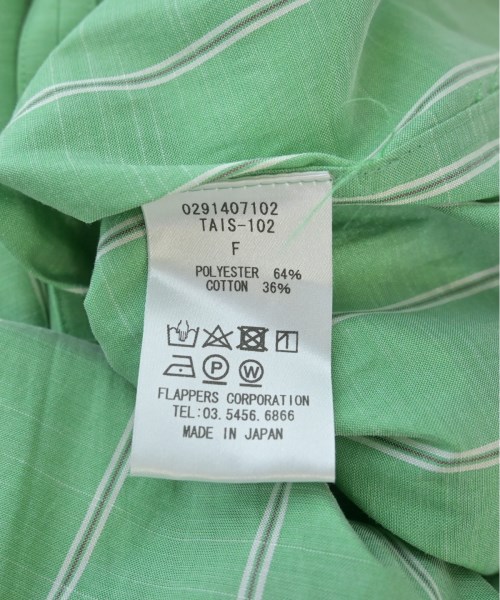 0291407102
TAIS-102
F
POLYESTER 64%
COTTON 36%
P W
FLAPPERS CORPORATION
TEL:03.5456.6866
MADE IN JAPAN